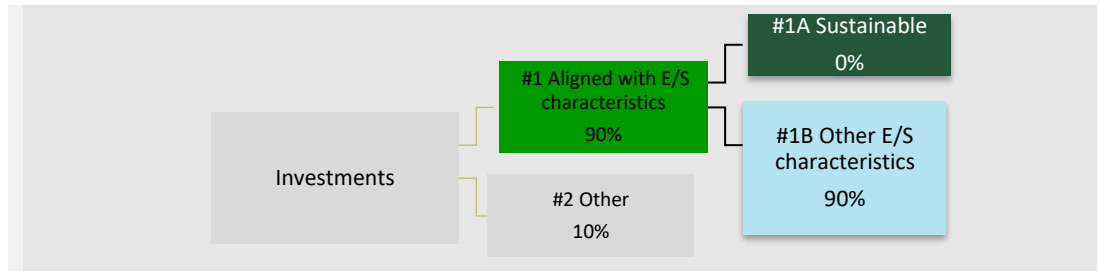 #1A Sustainable
0%
#1 Aligned with E/S
characteristics
90%
#1B Other E/S
characteristics
90%
Investments
#2 Other
10%